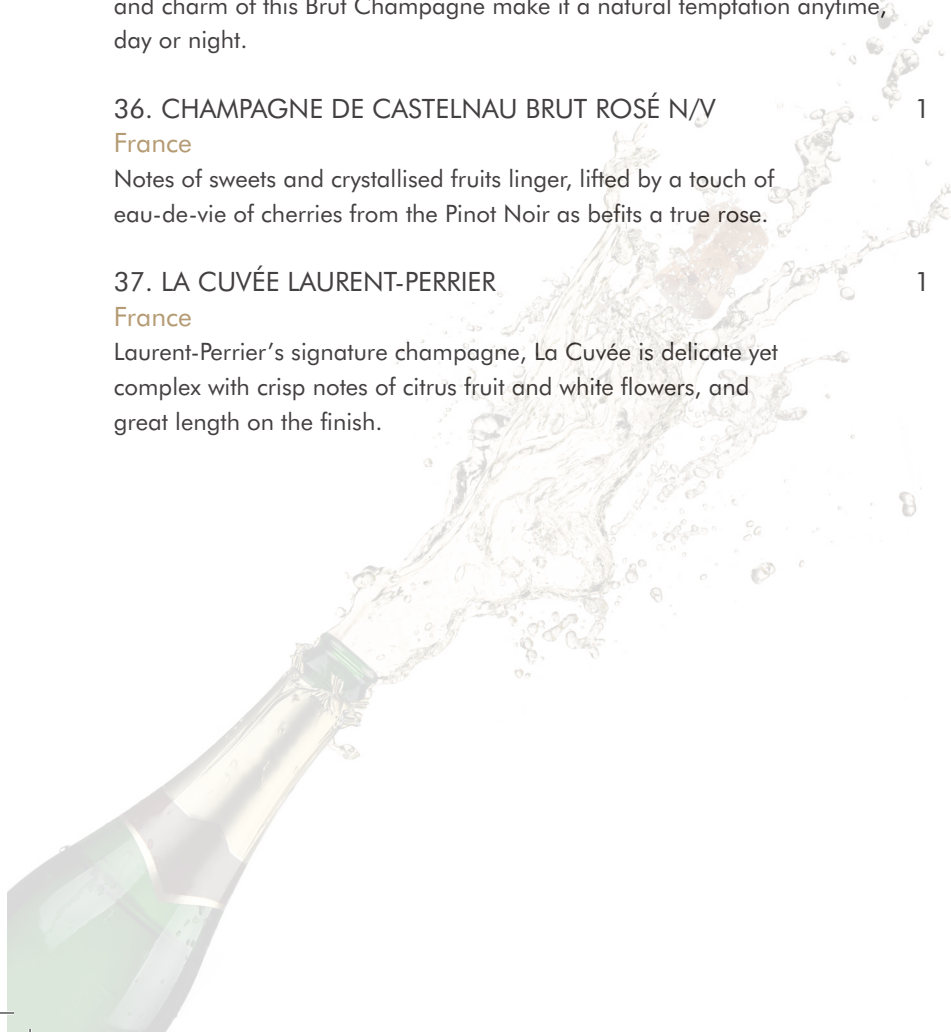 and charm of this Brut Champagne make it a natural temptation anytime,
day or night.
36. CHAMPAGNE DE CASTELNAU BRUT ROSÉ N/V 1
France
Notes of sweets and crystallised fruits linger, lifted by a touch of
eau-de-vie of cherries from the Pinot Noir as befits a true rose.
37. LA CUVÉE LAURENT-PERRIER 1
France
Laurent-Perrier’s signature champagne, La Cuvée is delicate yet
complex with crisp notes of citrus fruit and white flowers, and
great length on the finish.